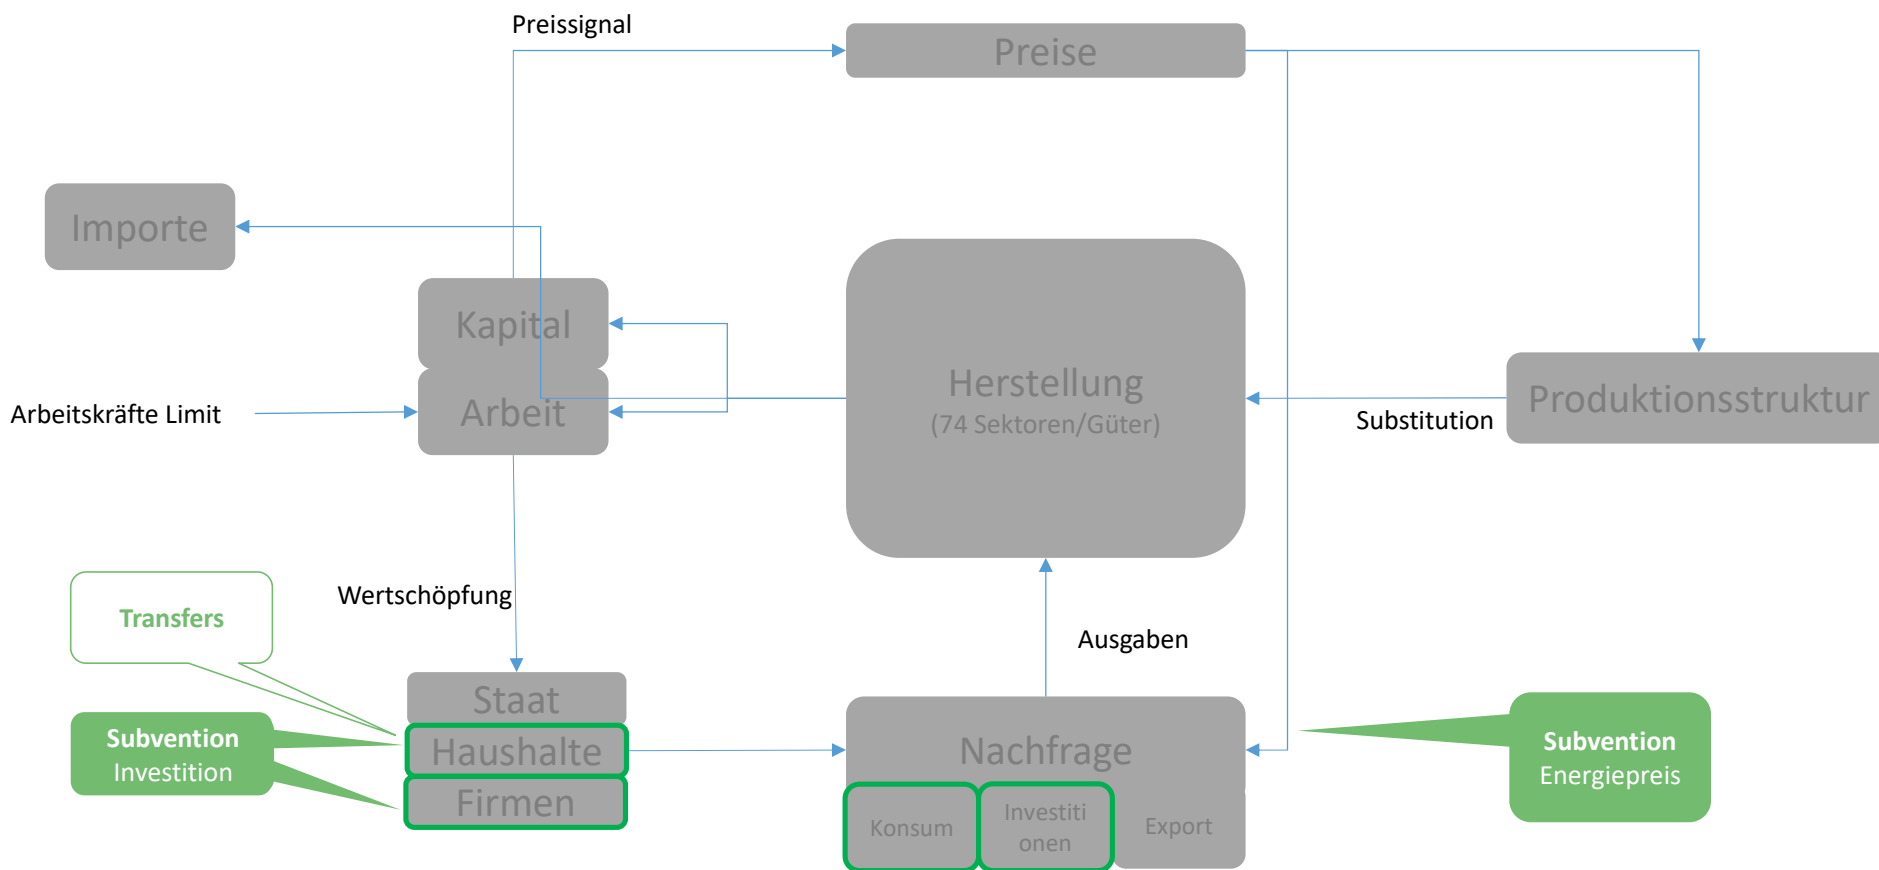 Preissignal
Preise
Importe
Kapital
Arbeit
Arbeitskräfte Limit
Herstellung
(74 Sektoren/Güter)
Substitution
Produktionsstruktur
Wertschöpfung
Transfers
Ausgaben
Staat
Haushalte
Firmen
Subvention
Investition
Nachfrage
Konsum
Investiti
onen
Export
Subvention
Energiepreis